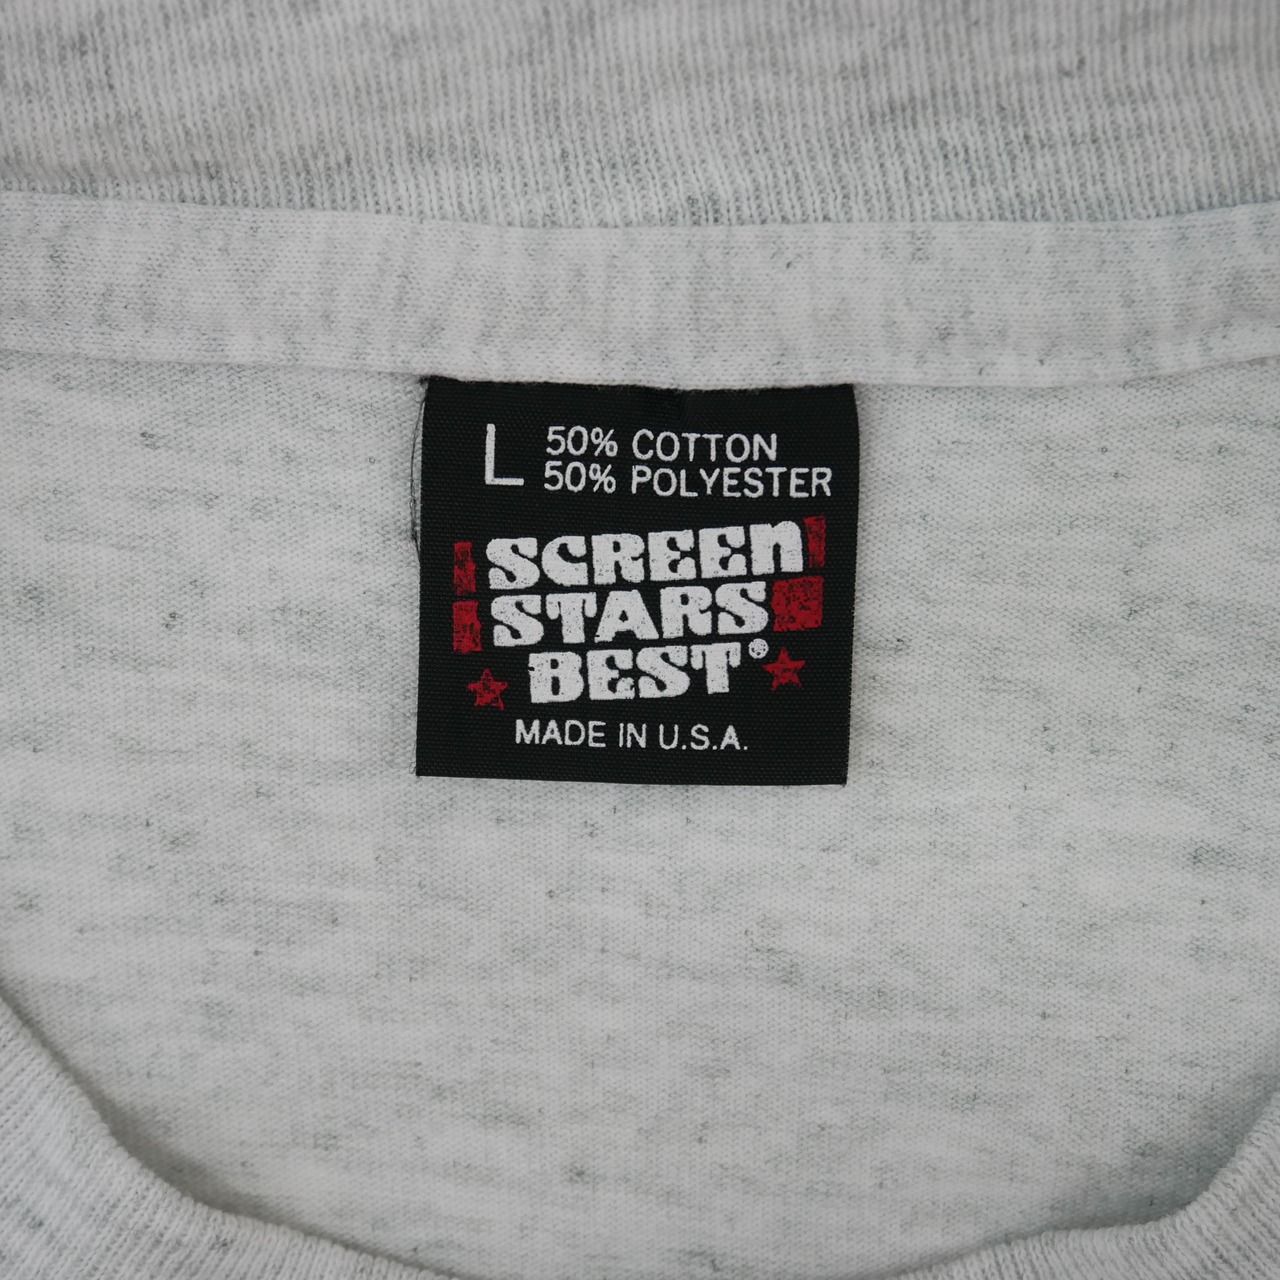 L 50% COTTON
50% POLYESTER
SCREEN
STARS
BEST®
MADE IN U.S.A.